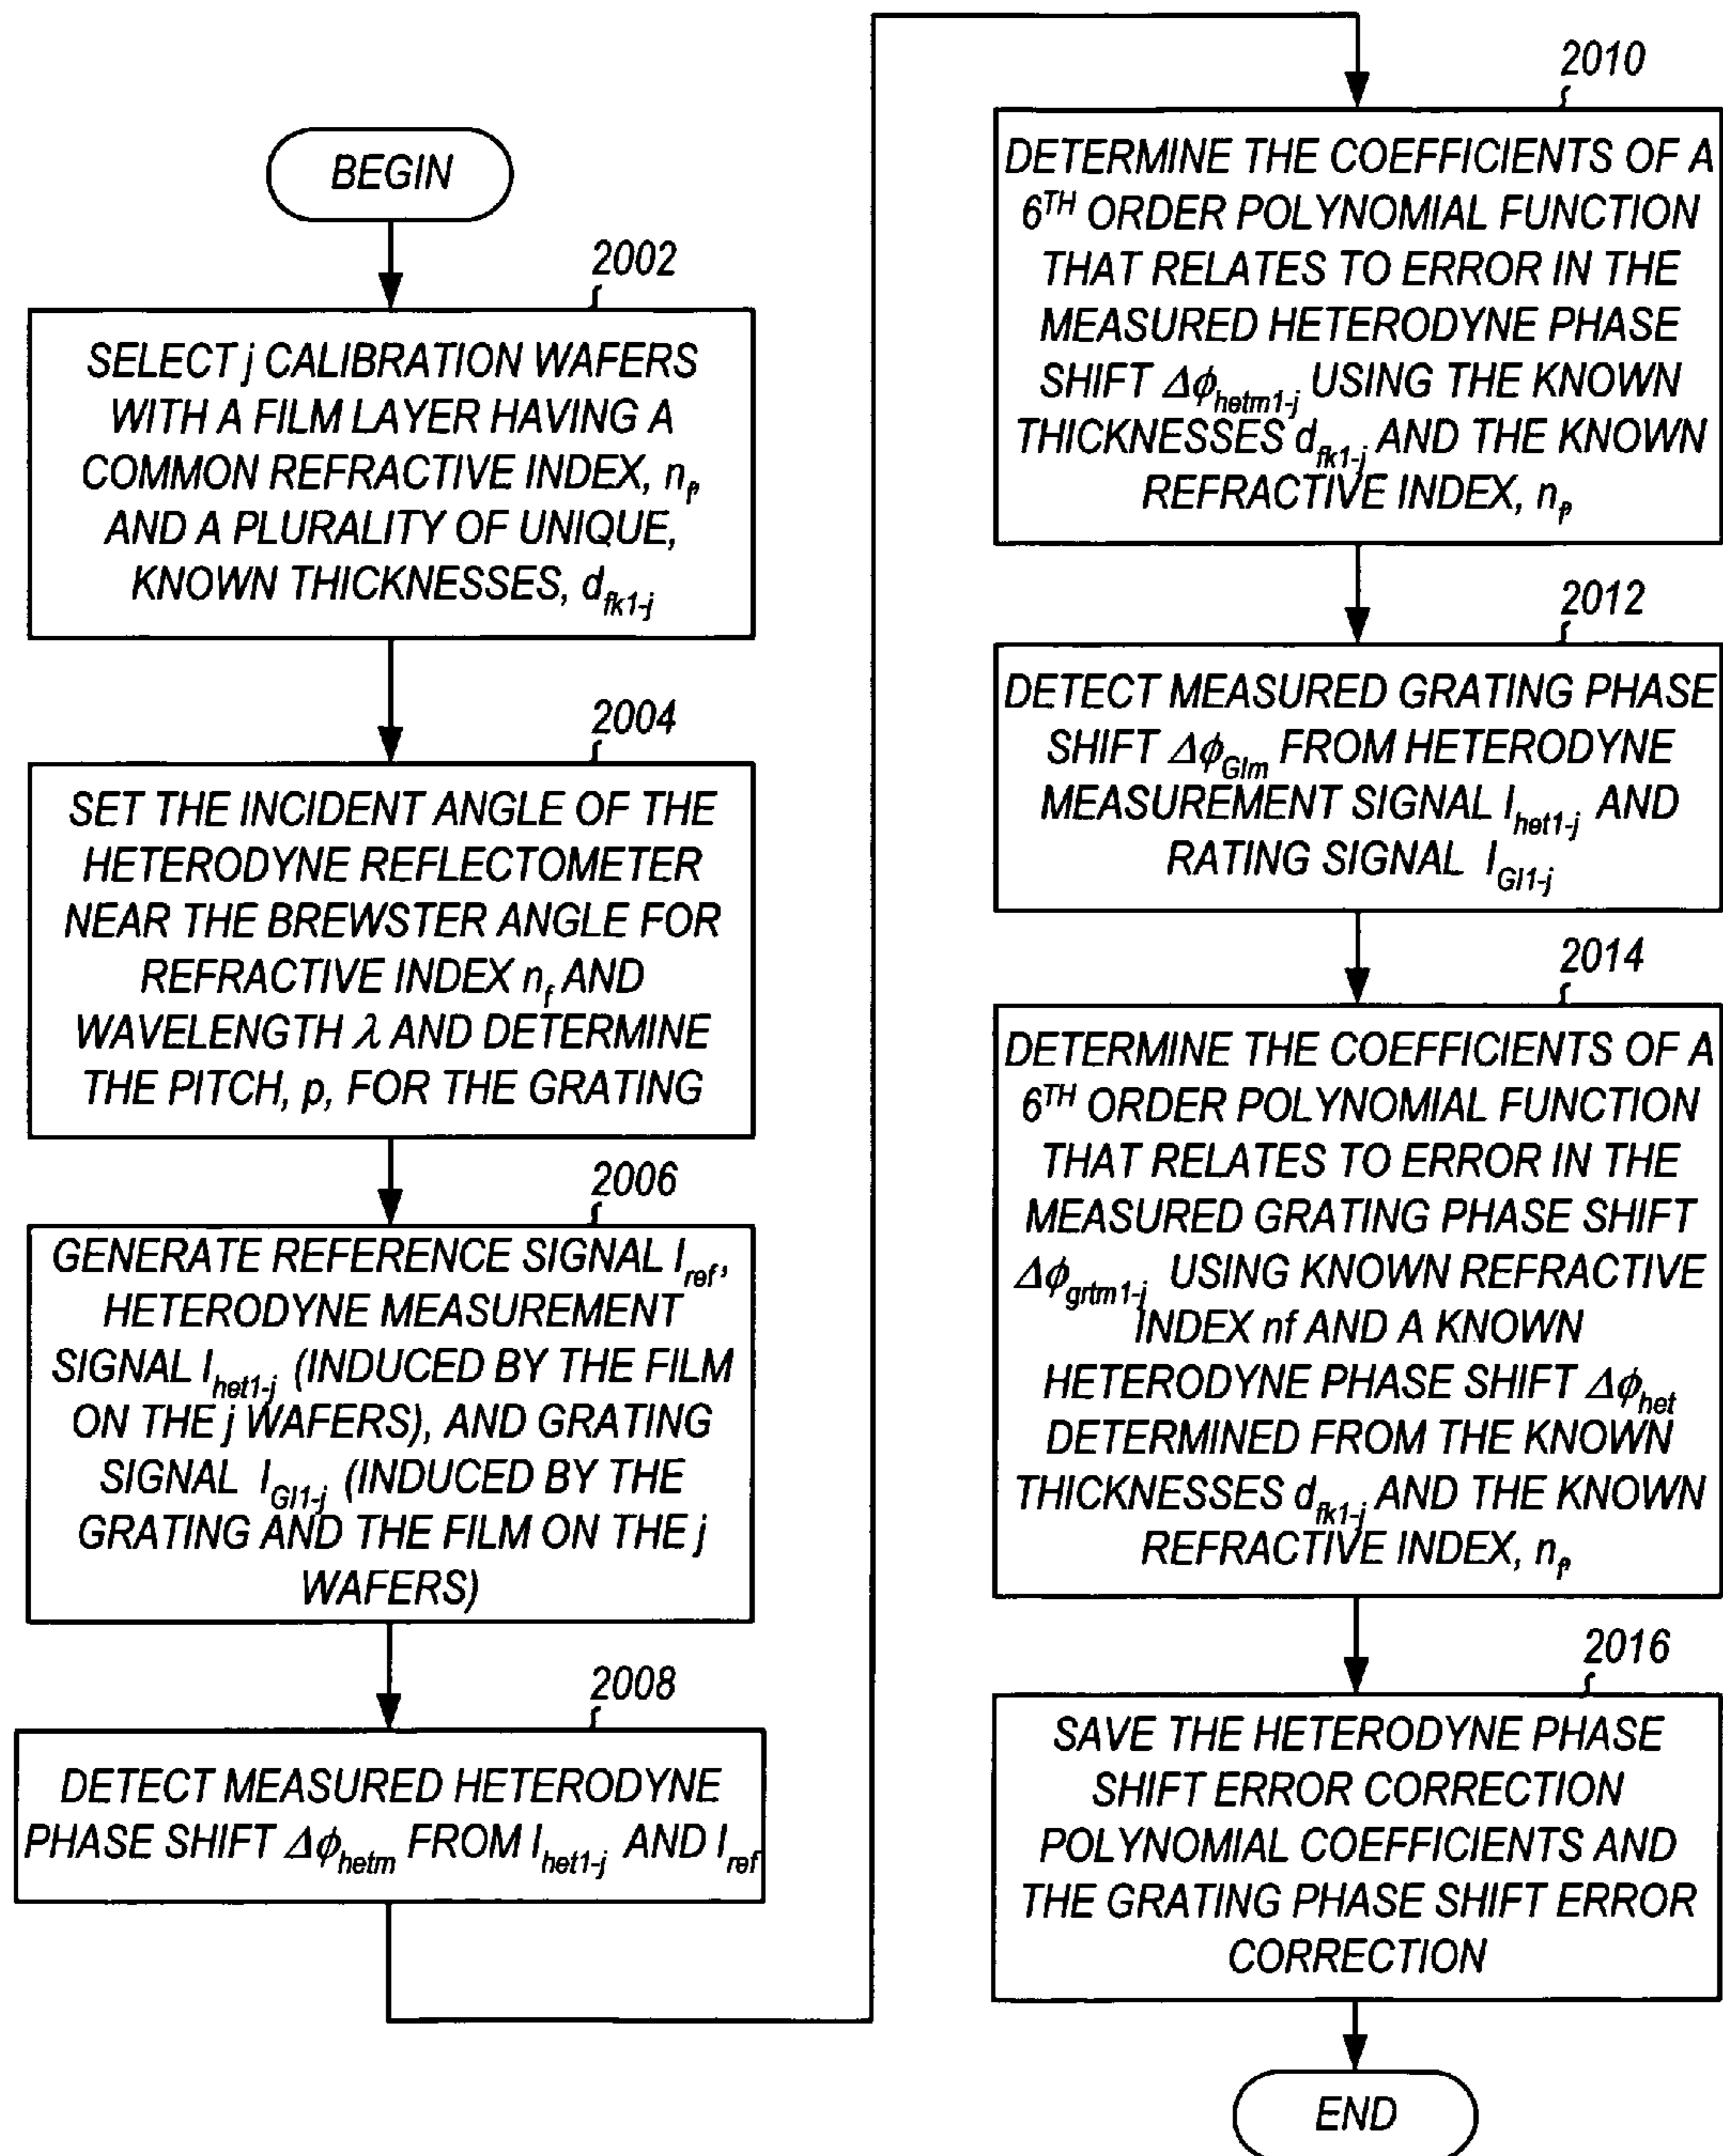 BEGIN
2002
SELECT j CALIBRATION WAFERS
WITH A FILM LAYER HAVING A
COMMON REFRACTIVE INDEX, nf,
AND A PLURALITY OF UNIQUE,
KNOWN THICKNESSES, dfk1-j
2004
SET THE INCIDENT ANGLE OF THE
HETERODYNE REFLECTOMETER
NEAR THE BREWSTER ANGLE FOR
REFRACTIVE INDEX nf AND
WAVELENGTH λ AND DETERMINE
THE PITCH, p, FOR THE GRATING
2006
GENERATE REFERENCE SIGNAL Iref,
HETERODYNE MEASUREMENT
SIGNAL Ihet1-j (INDUCED BY THE FILM
ON THE j WAFERS), AND GRATING
SIGNAL IGI1-j (INDUCED BY THE
GRATING AND THE FILM ON THE j
WAFERS)
2008
DETECT MEASURED HETERODYNE
PHASE SHIFT Δϕhetm FROM Ihet1-j AND Iref
2010
DETERMINE THE COEFFICIENTS OF A
6TH ORDER POLYNOMIAL FUNCTION
THAT RELATES TO ERROR IN THE
MEASURED HETERODYNE PHASE
SHIFT Δϕhetm1-j USING THE KNOWN
THICKNESSES dfk1-j AND THE KNOWN
REFRACTIVE INDEX, nf,
2012
DETECT MEASURED GRATING PHASE
SHIFT ΔϕGIm FROM HETERODYNE
MEASUREMENT SIGNAL Ihet1-j AND
RATING SIGNAL IGI1-j
2014
DETERMINE THE COEFFICIENTS OF A
6TH ORDER POLYNOMIAL FUNCTION
THAT RELATES TO ERROR IN THE
MEASURED GRATING PHASE SHIFT
Δϕgrtm1-j USING KNOWN REFRACTIVE
INDEX nf AND A KNOWN
HETERODYNE PHASE SHIFT Δϕhet
DETERMINED FROM THE KNOWN
THICKNESSES dfk1-j AND THE KNOWN
REFRACTIVE INDEX, nf,
2016
SAVE THE HETERODYNE PHASE
SHIFT ERROR CORRECTION
POLYNOMIAL COEFFICIENTS AND
THE GRATING PHASE SHIFT ERROR
CORRECTION
END